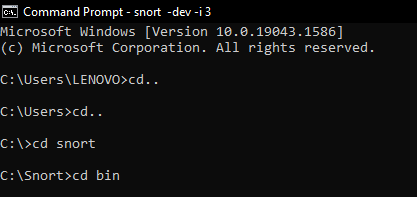 Command Prompt - snort  -dev -i 3
Microsoft Windows [Version 10.0.19043.1586]
(c) Microsoft Corporation. All rights reserved.
C:\Users\LENOVO>cd..
C:\Users>cd..
C:\>cd snort
C:\Snort>cd bin